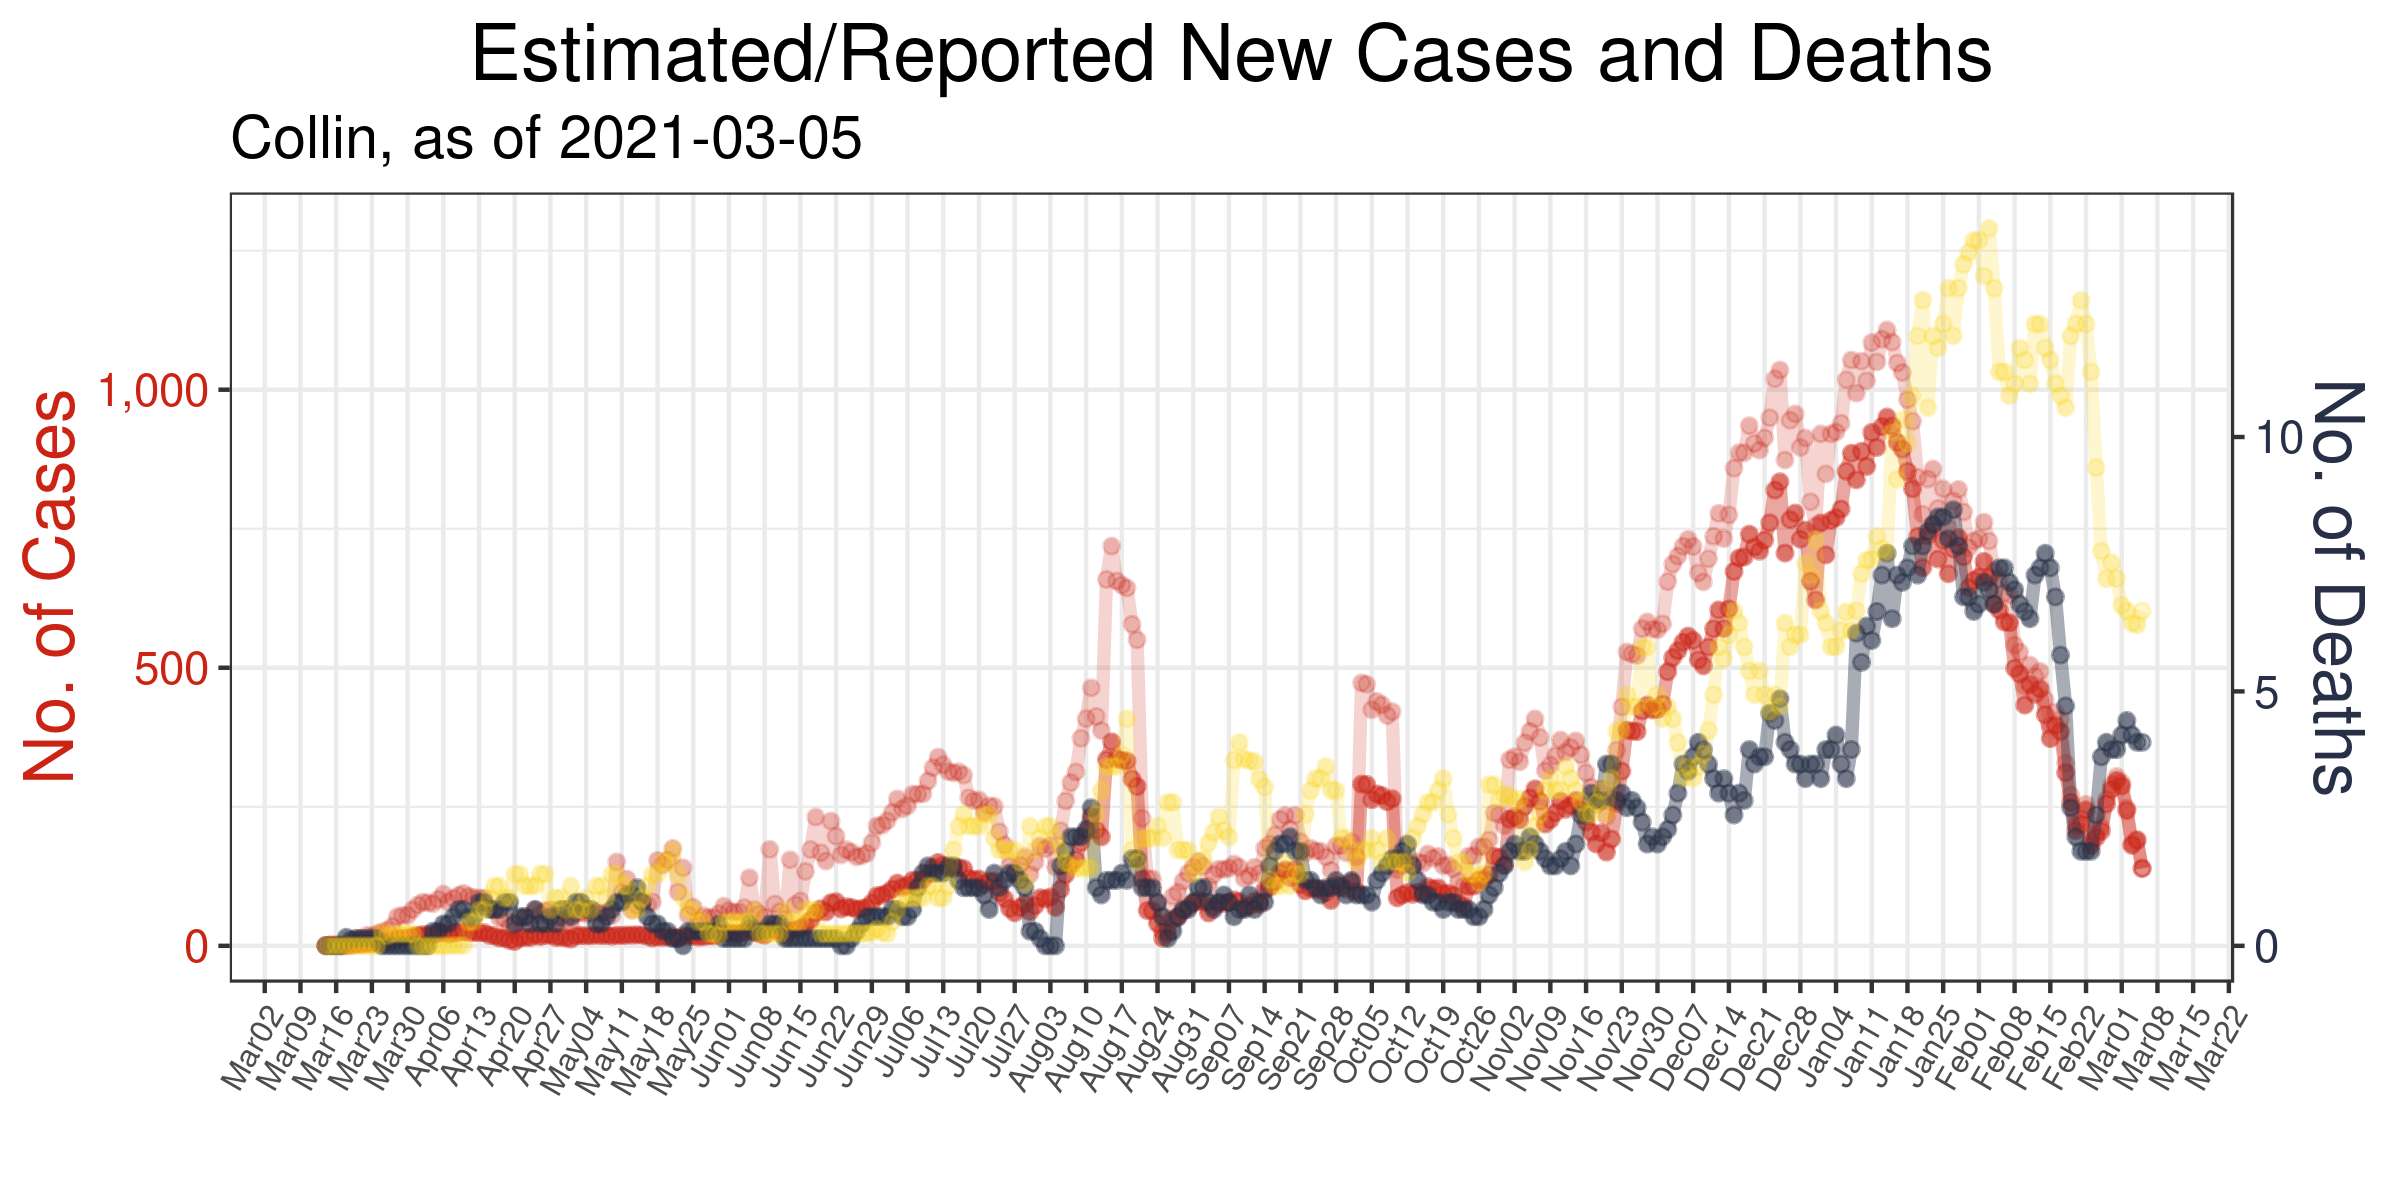 Estimated/Reported New Cases and Deaths
Collin, as of 2021-03-05
No. of Cases
1,000
500
0
No. of Deaths
10
5
0
Mar02
Mar09
Mar16
Mar23
Mar30
Apr06
Apr13
Apr20
Apr27
May04
May11
May18
May25
Jun01
Jun08
Jun15
Jun22
Jun29
Jul06
Jul13
Jul20
Jul27
Aug03
Aug10
Aug17
Aug24
Aug31
Sep07
Sep14
Sep21
Sep28
Oct05
Oct12
Oct19
Oct26
Nov02
Nov09
Nov16
Nov23
Nov30
Dec07
Dec14
Dec21
Dec28
Dec04
Jan11
Jan18
Jan18
Jan25
Feb01
Feb08
Feb15
Feb22
Mar01
Mar08
Mar15
Mar22